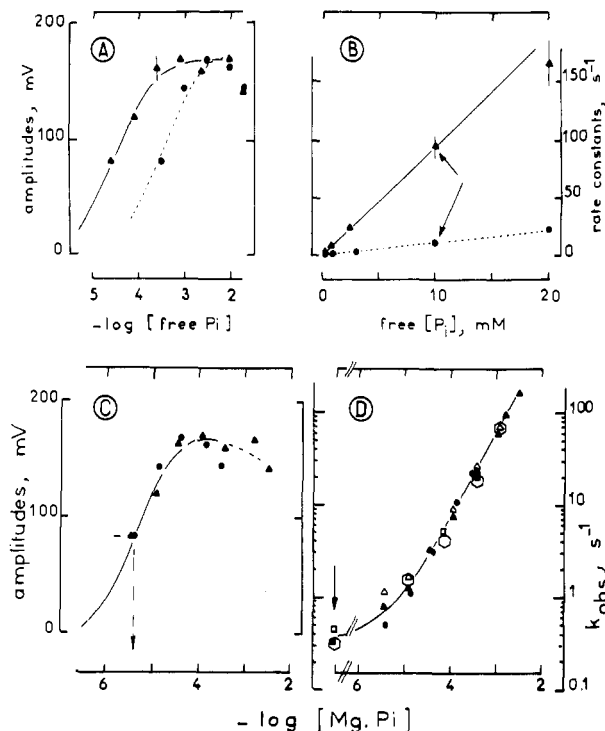 A
B
200
100
0
amplitudes, mV
5 4 3 2
-log [free Pi]
150 s⁻¹
100
50
0
rate constants,
0 10 20
free [Pi], mM
C
D
200
100
0
amplitudes, mV
6 4 2
100
10
1
0.1
kobs, s⁻¹
6 4 2
-log [Mg.Pi]